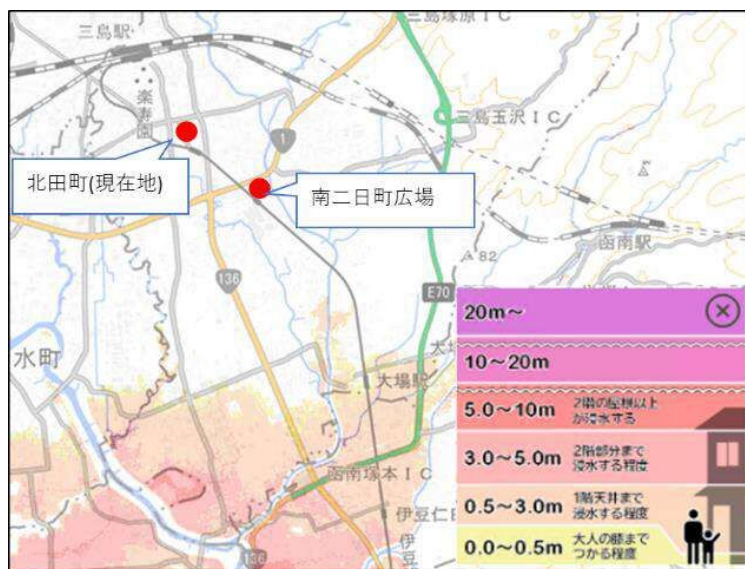 三島塚原IC
三島駅
楽寿園
1
三島玉沢IC
北田町(現在地)
南二日町広場
函南駅
82
136
E70
水町
大場駅
函南塚本IC
伊豆仁田
伊豆
136
20m~
10~20m
5.0~10m 2階の屋根以上
が浸水する
3.0~5.0m 2階部分まで
浸水する程度
0.5~3.0m 1階天井まで
浸水する程度
0.0~0.5m 大人の膝まで
つかる程度